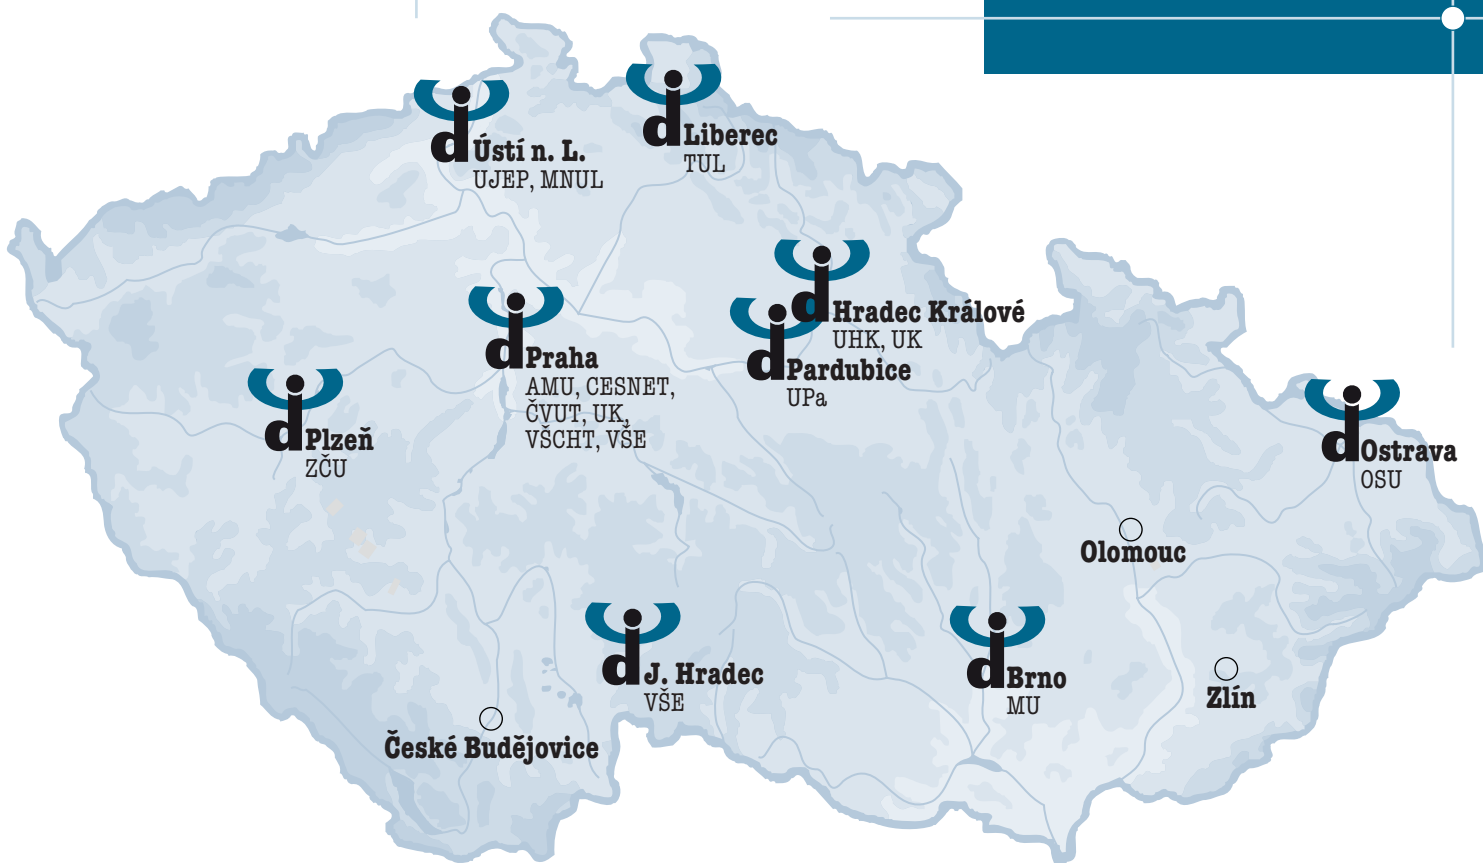 Ústí n. L.
UJEP, MNUL
Liberec
TUL
Hradec Králové
UHK, UK
Praha
AMU, CESNET,
ČVUT, UK,
VŠCHT, VŠE
Pardubice
UPa
Plzeň
ZČU
Ostrava
OSU
Olomouc
J. Hradec
VŠE
Brno
MU
Zlín
České Budějovice